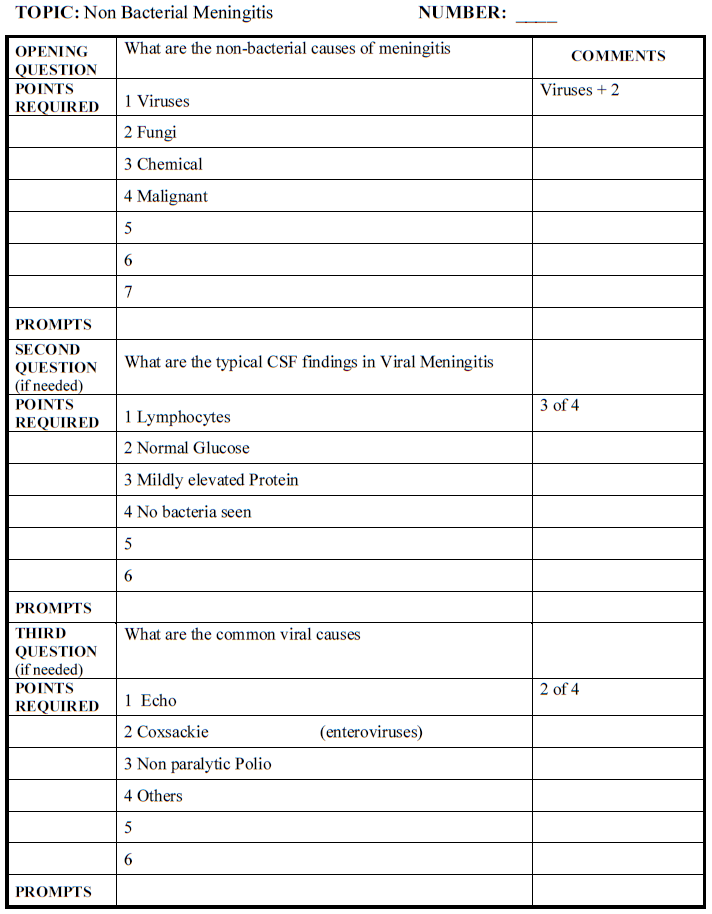 TOPIC: Non Bacterial Meningitis NUMBER: ____
OPENING QUESTION What are the non-bacterial causes of meningitis COMMENTS
POINTS REQUIRED 1 Viruses Viruses + 2
2 Fungi
3 Chemical
4 Malignant
5
6
7
PROMPTS
SECOND QUESTION (if needed) What are the typical CSF findings in Viral Meningitis
POINTS REQUIRED 1 Lymphocytes 3 of 4
2 Normal Glucose
3 Mildly elevated Protein
4 No bacteria seen
5
6
PROMPTS
THIRD QUESTION (if needed) What are the common viral causes
POINTS REQUIRED 1 Echo 2 of 4
2 Coxsackie (enteroviruses)
3 Non paralytic Polio
4 Others
5
6
PROMPTS